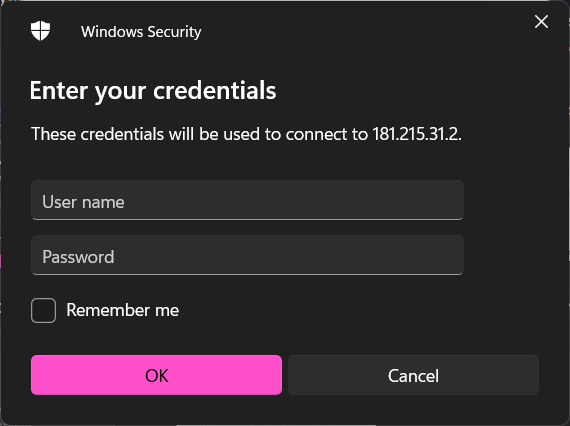 Windows Security
Enter your credentials
These credentials will be used to connect to 181.215.31.2.
User name
Password
Remember me
OK
Cancel